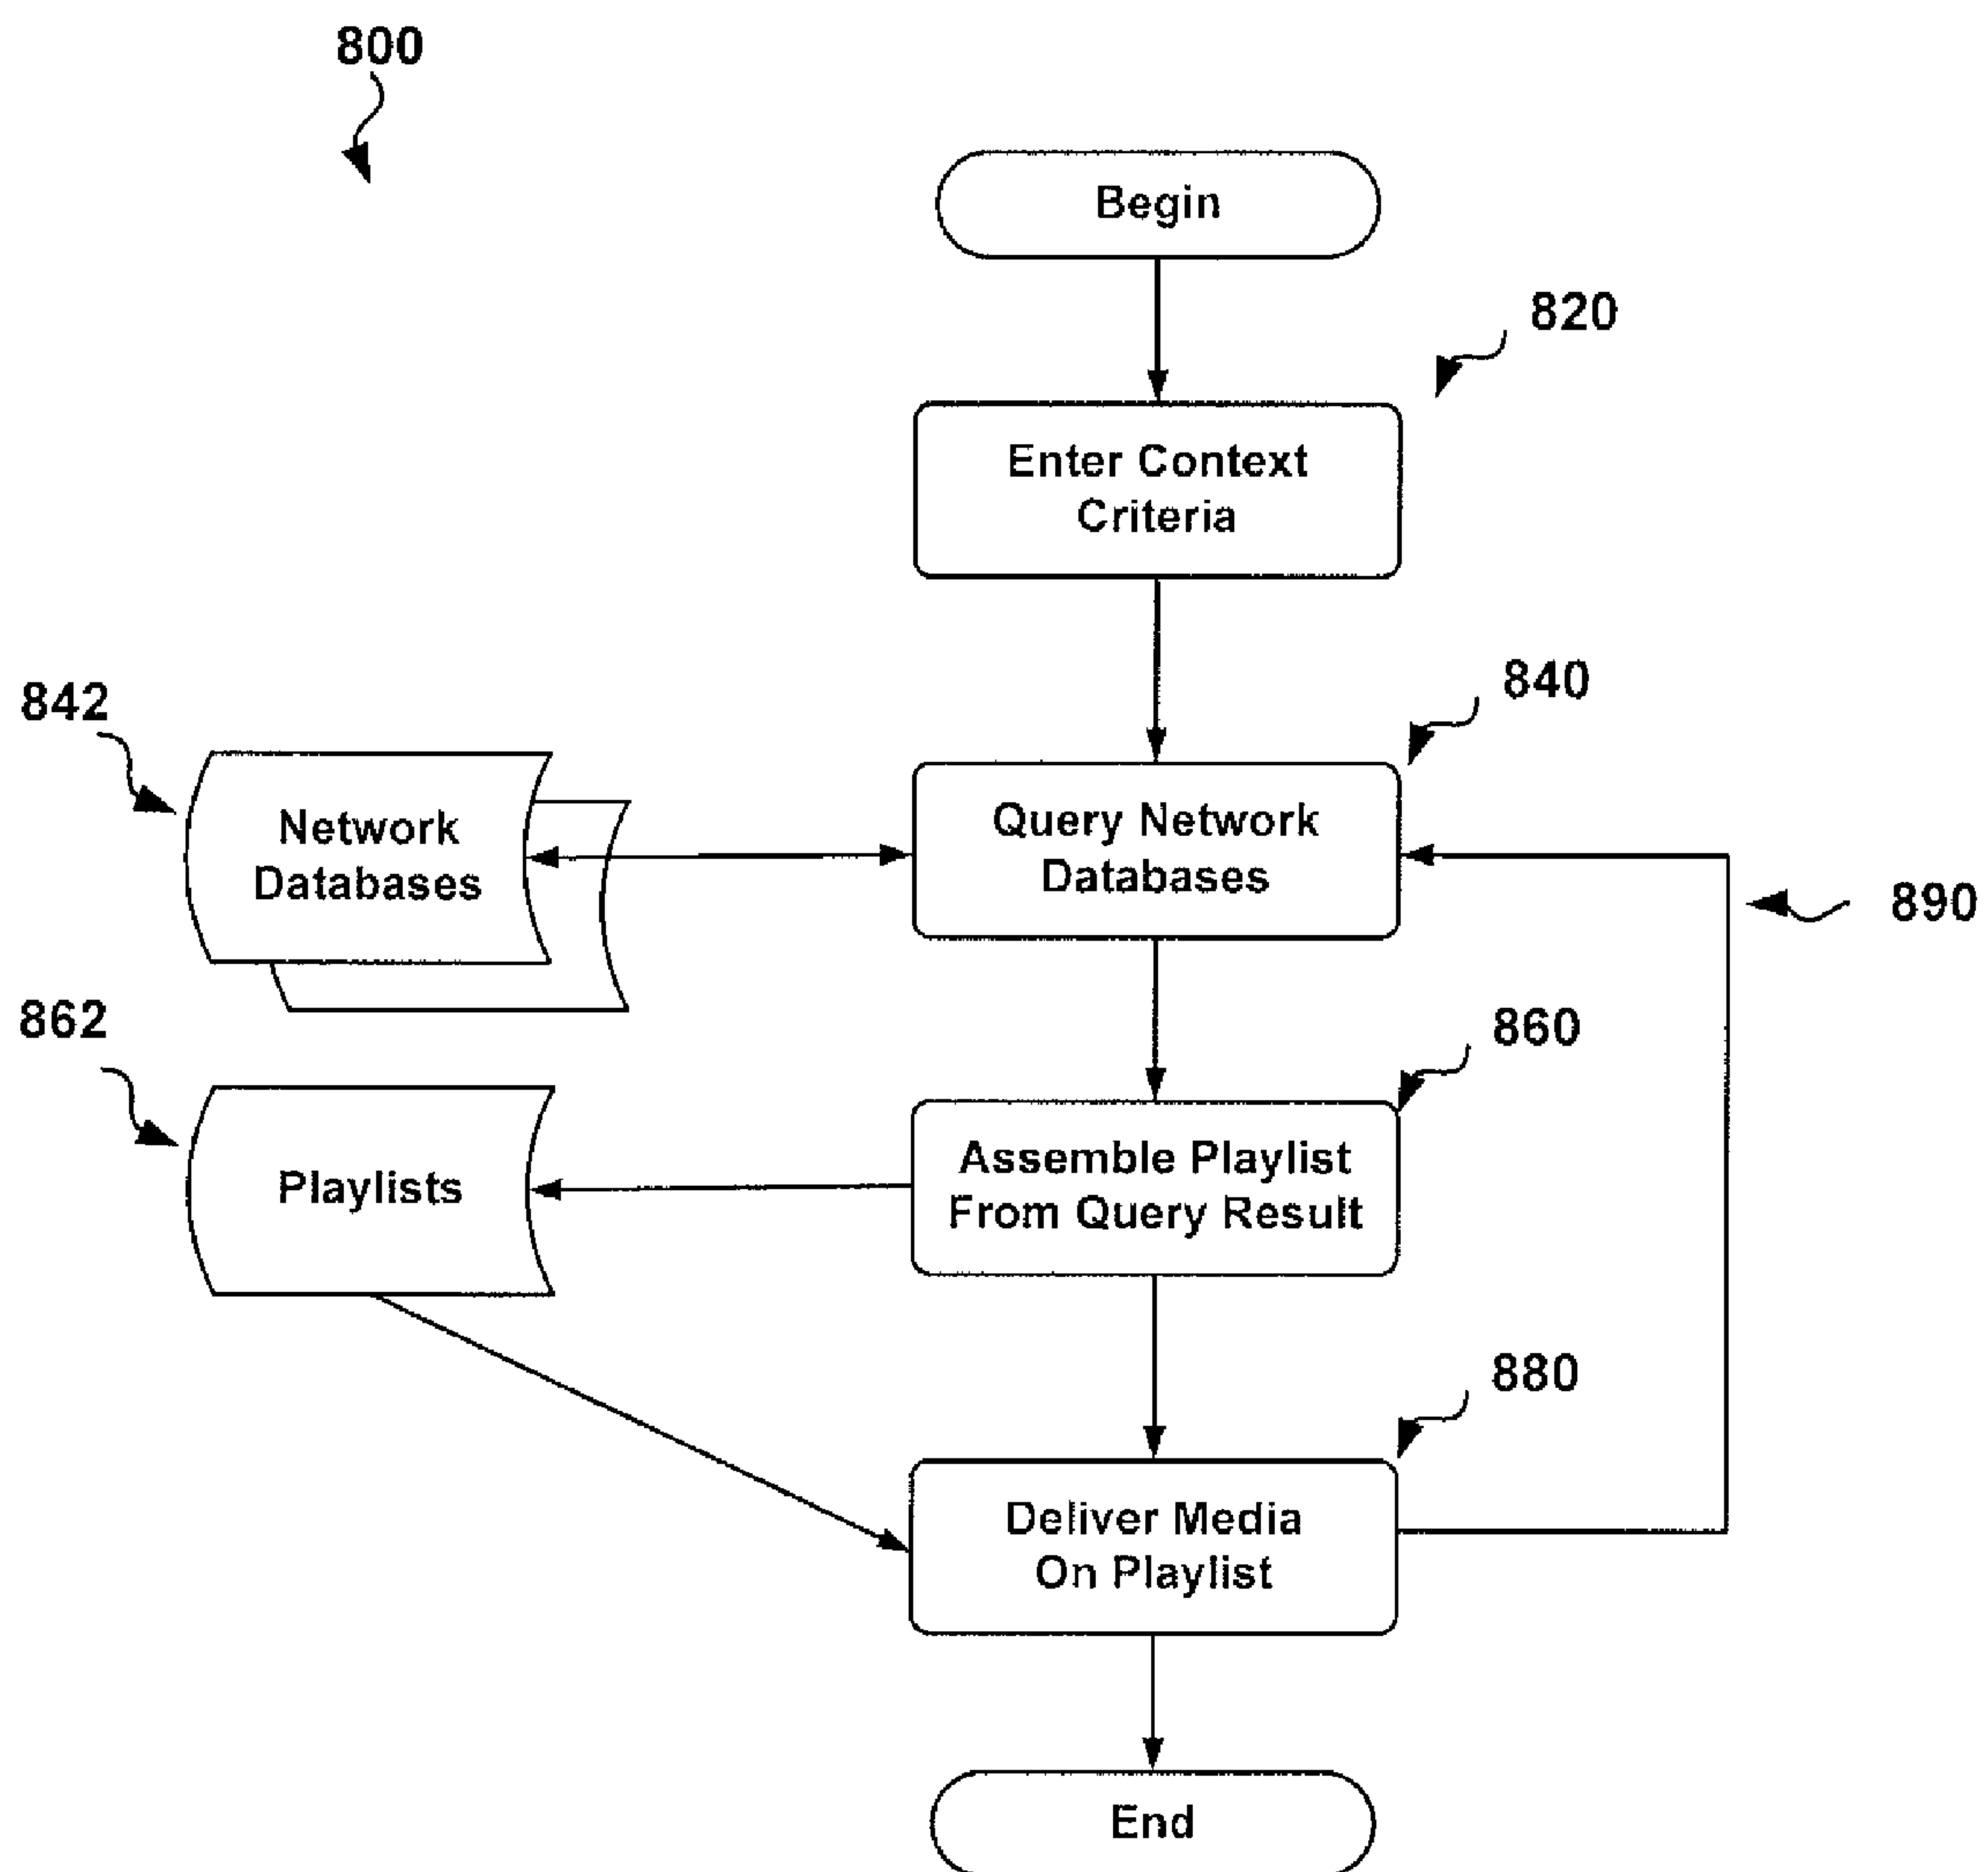 800
Begin
820
Enter Context
Criteria
840
842
Network
Databases
Query Network
Databases
890
862
860
Playlists
Assemble Playlist
From Query Result
880
Deliver Media
On Playlist
End